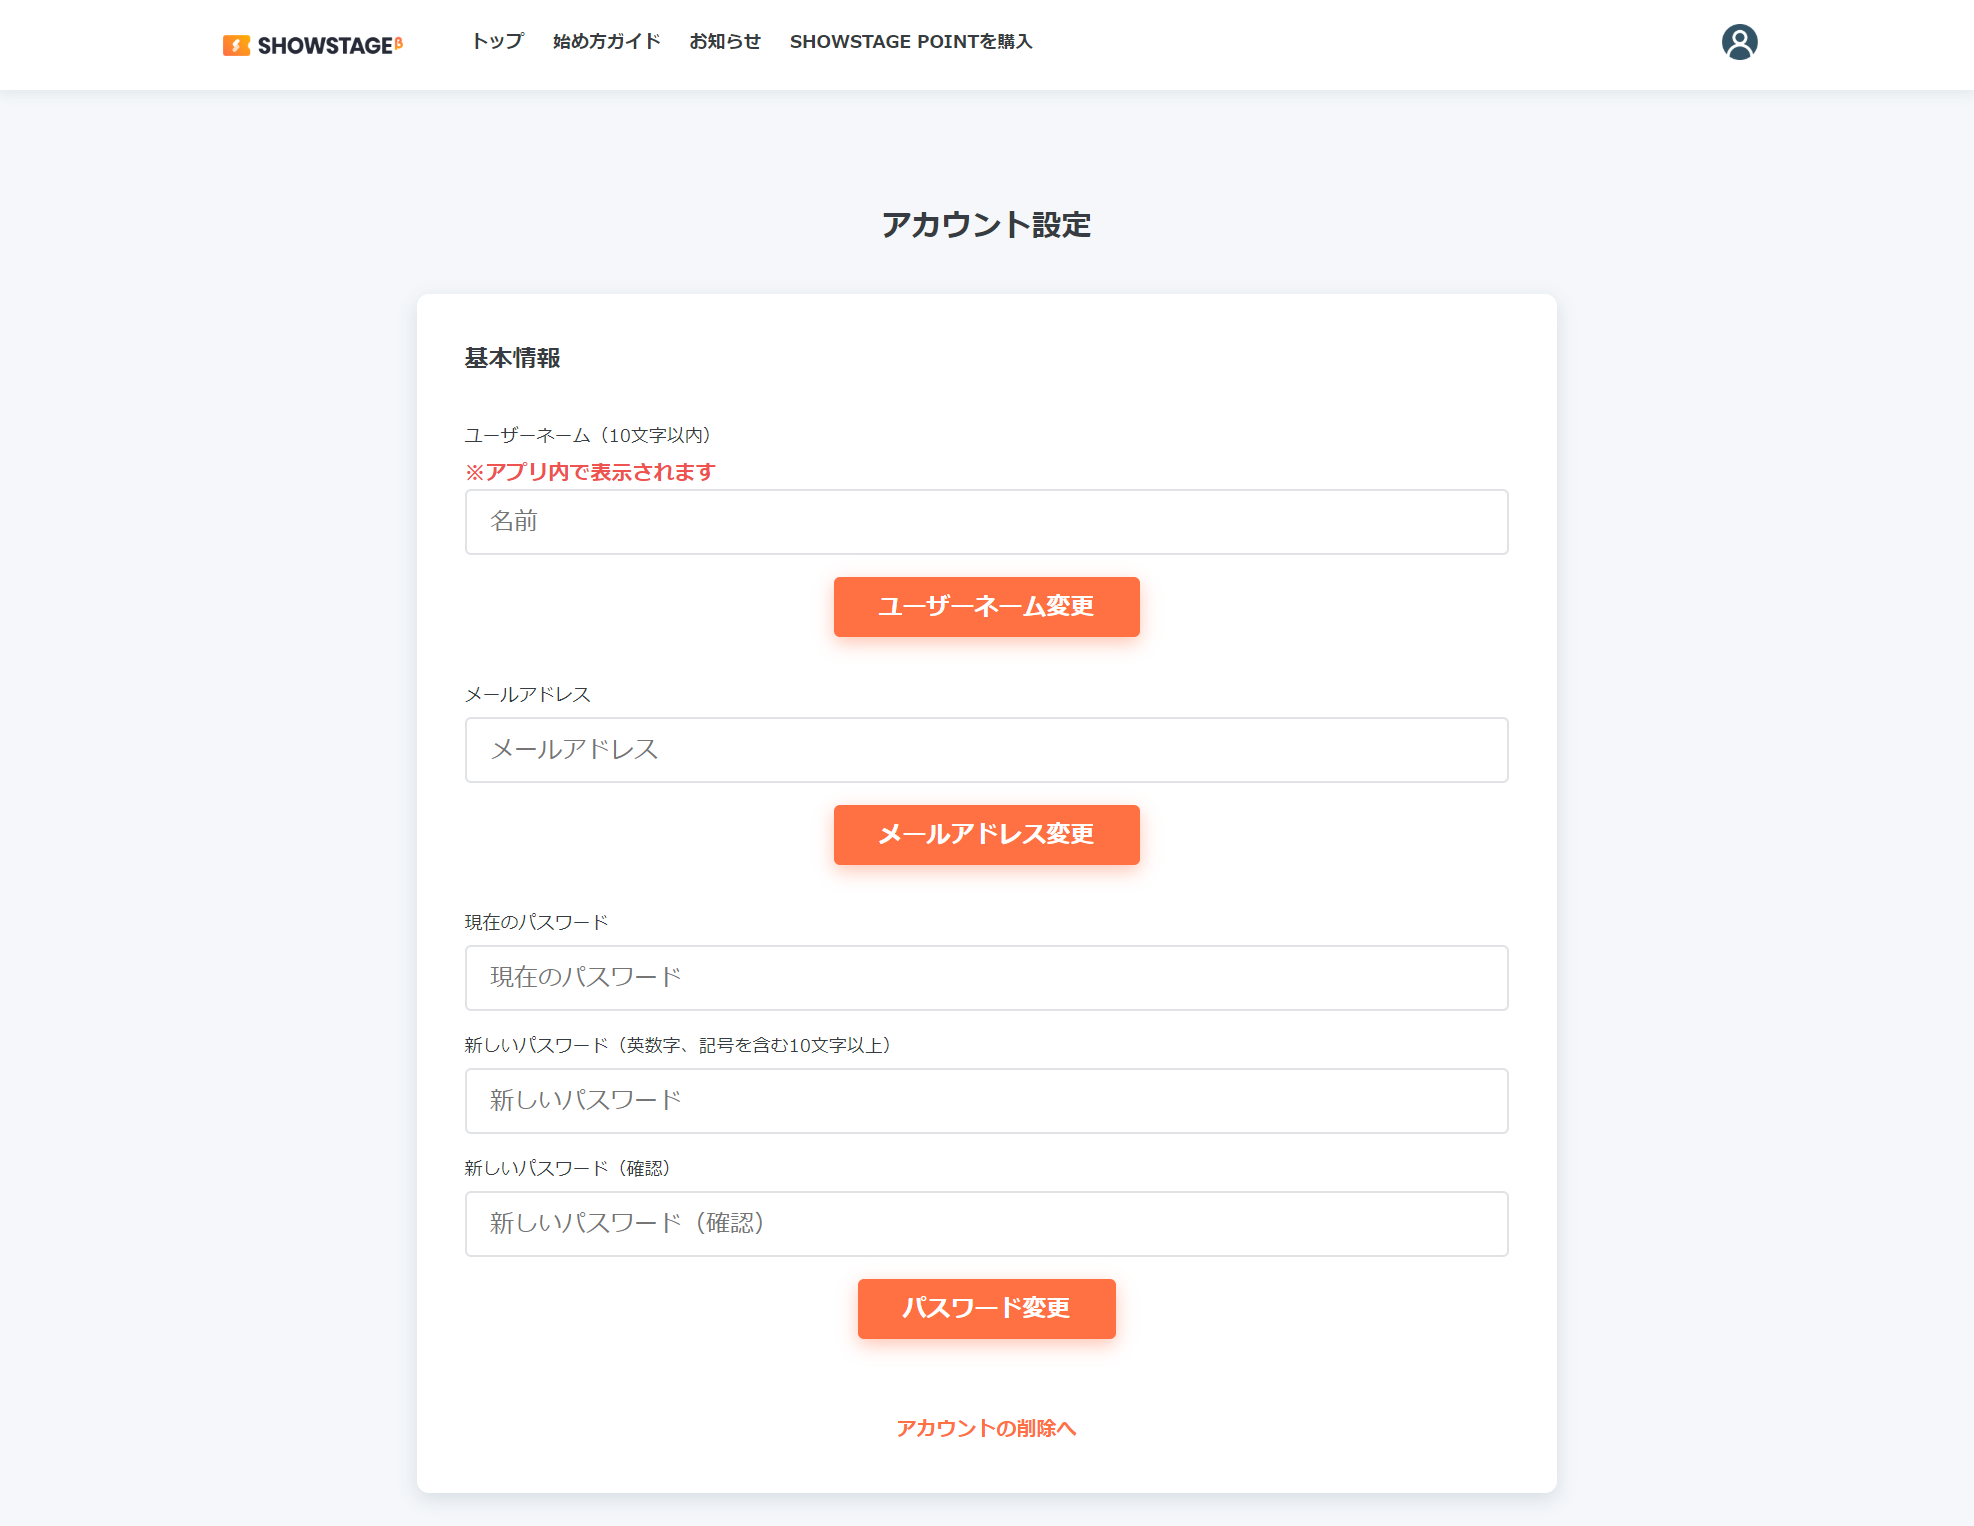 SHOWSTAGEβ
トップ 始め方ガイド お知らせ SHOWSTAGE POINTを購入
アカウント設定
基本情報
ユーザーネーム（10文字以内）
※アプリ内で表示されます
名前
ユーザーネーム変更
メールアドレス
メールアドレス
メールアドレス変更
現在のパスワード
現在のパスワード
新しいパスワード（英数字、記号を含む10文字以上）
新しいパスワード
新しいパスワード（確認）
新しいパスワード（確認）
パスワード変更
アカウントの削除へ